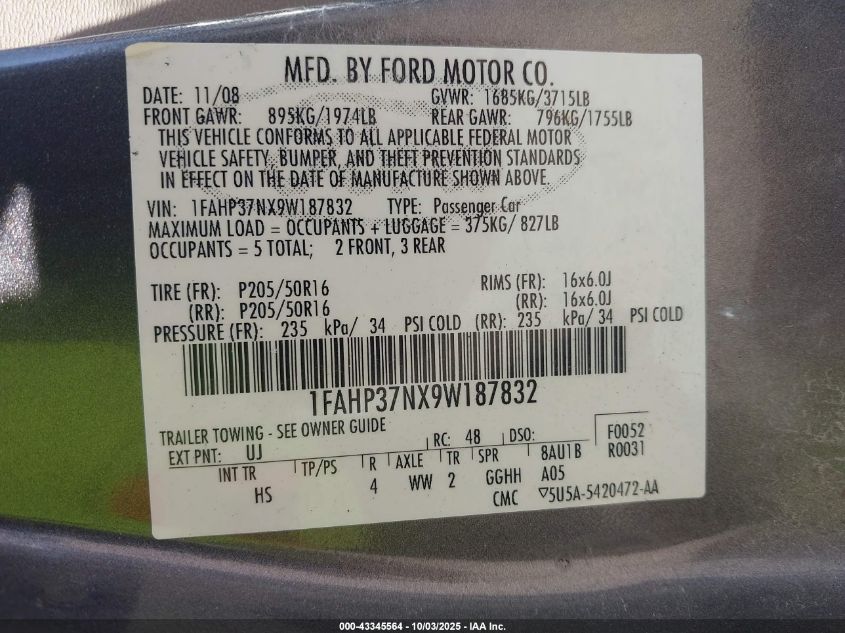 MFD. BY FORD MOTOR CO.
DATE: 11/08 GVWR: 1685KG/3715LB
FRONT GAWR: 895KG/1974LB REAR GAWR: 796KG/1755LB
THIS VEHICLE CONFORMS TO ALL APPLICABLE FEDERAL MOTOR
VEHICLE SAFETY, BUMPER, AND THEFT PREVENTION STANDARDS
IN EFFECT ON THE DATE OF MANUFACTURE SHOWN ABOVE.
VIN: 1FAHP37NX9W187832 TYPE: Passenger Car
MAXIMUM LOAD = OCCUPANTS + LUGGAGE = 375KG/ 827LB
OCCUPANTS = 5 TOTAL; 2 FRONT, 3 REAR
TIRE (FR): P205/50R16 RIMS (FR): 16x6.0J
(RR): P205/50R16 (RR): 16x6.0J
PRESSURE (FR): 235 kPa/ 34 PSI COLD (RR): 235 kPa/ 34 PSI COLD
1FAHP37NX9W187832
TRAILER TOWING - SEE OWNER GUIDE
EXT PNT: UJ RC: 48 DSO: F0052
INT TR TP/PS R AXLE TR SPR 8AU1B R0031
HS 4 WW 2 GGHH A05
CMC 5U5A-5420472-AA
000-43345564 | 10/03/2025 - IAA Inc.